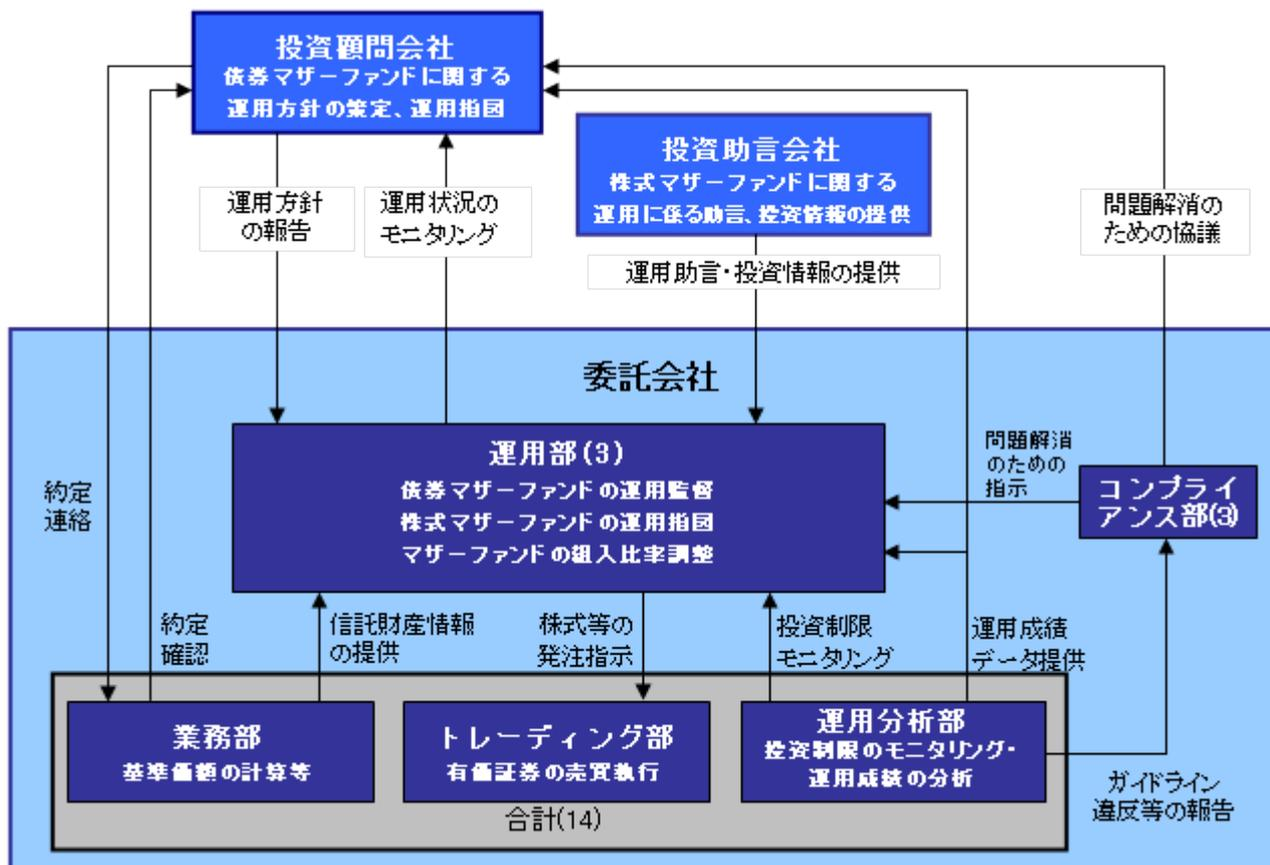 投資顧問会社
債券マザーファンドに関する
運用方針の策定、運用指図
投資助言会社
株式マザーファンドに関する
運用に係る助言、投資情報の提供
運用方針
の報告
運用状況の
モニタリング
運用助言・投資情報の提供
問題解消の
ための協議
委託会社
運用部(3)
債券マザーファンドの運用監督
株式マザーファンドの運用指図
マザーファンドの組入比率調整
問題解消
のための
指示
コンプライ
アンス部(3)
約定
連絡
約定
確認
信託財産情報
の提供
株式等の
発注指示
投資制限
モニタリング
運用成績
データ提供
業務部
基準価額の計算等
トレーディング部
有価証券の売買執行
運用分析部
投資制限のモニタリング・
運用成績の分析
合計(14)
ガイドライン
違反等の報告